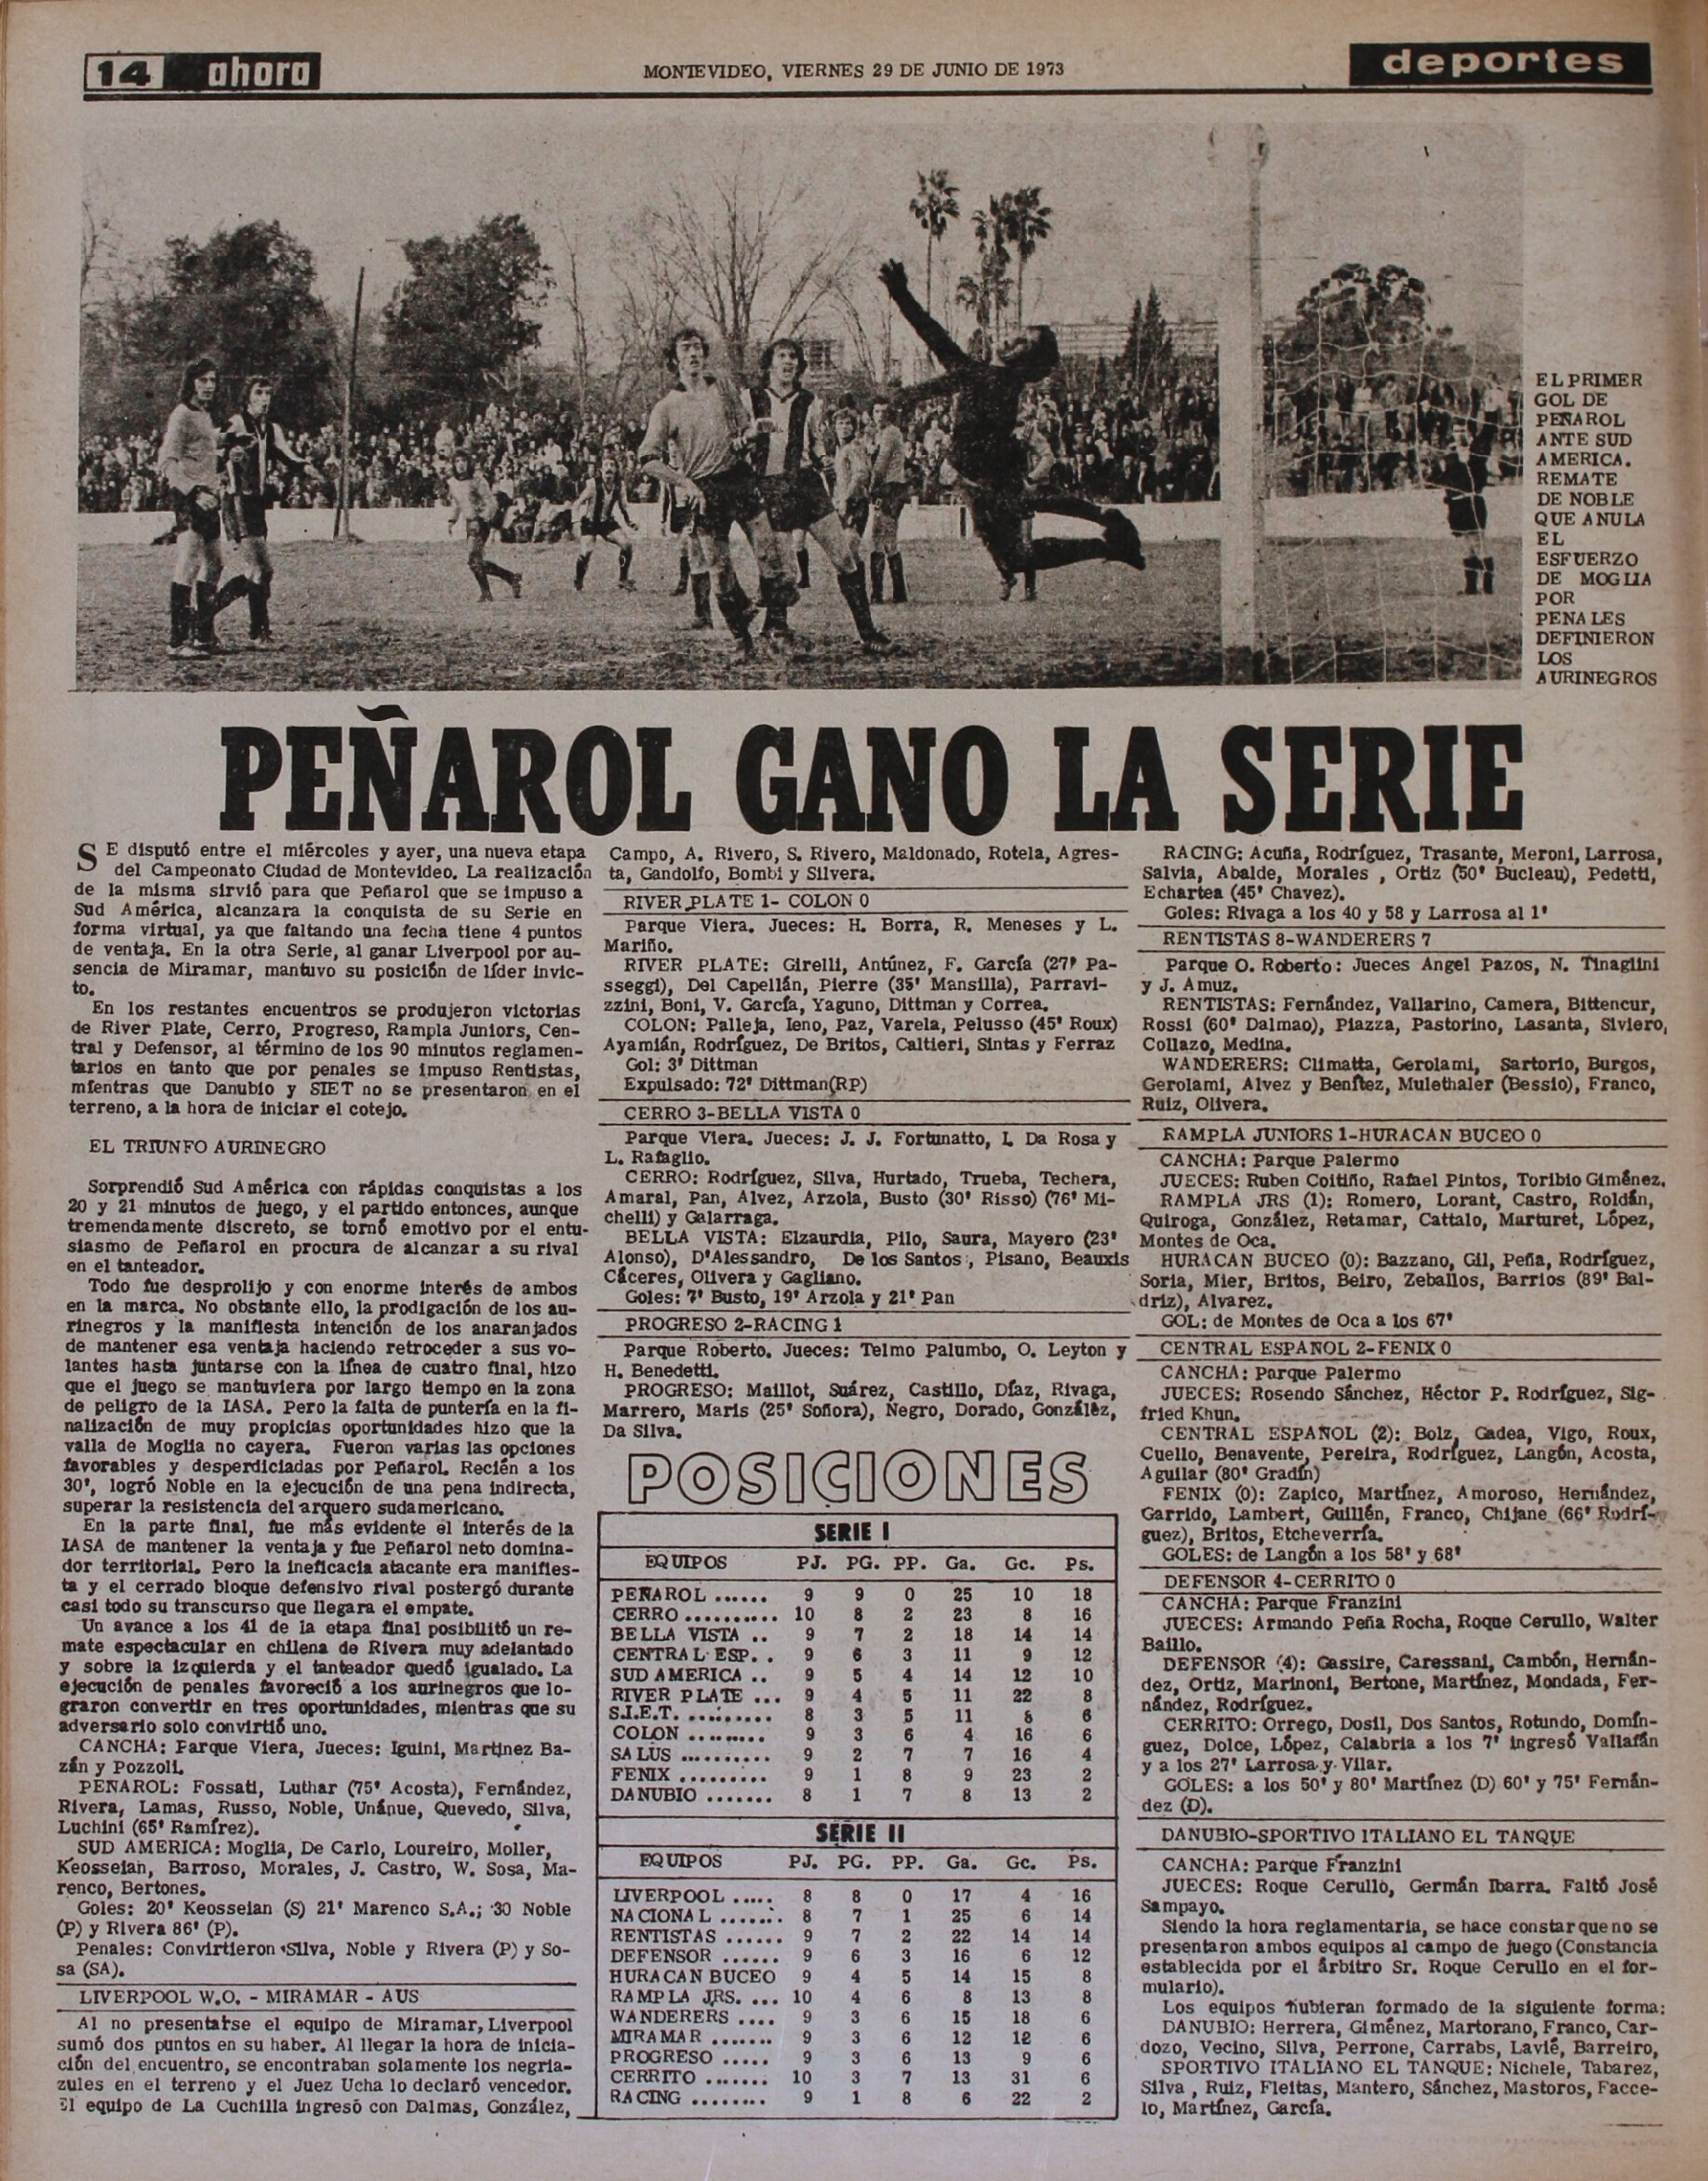 14 ahora
MONTEVIDEO, VIERNES 29 DE JUNIO DE 1973
deportes
EL PRIMER
GOL DE
PEÑAROL
ANTE SUD
AMERICA.
REMATE
DE NOBLE
QUE ANULA
EL
ESFUERZO
DE MOGLIA
POR
PENALES
DEFINIERON
LOS
AURINEGROS
PEÑAROL GANO LA SERIE
SE disputó entre el miércoles y ayer, una nueva etapa
del Campeonato Ciudad de Montevideo. La realización
de la misma sirvió para que Peñarol que se impuso a
Sud América, alcanzara la conquista de su Serie en
forma virtual, ya que faltando una fecha tiene 4 puntos
de ventaja. En la otra Serie, al ganar Liverpool por au-
sencia de Miramar, mantuvo su posición de líder invic-
to.
En los restantes encuentros se produjeron victorias
de River Plate, Cerro, Progreso, Rampla Juniors, Cen-
tral y Defensor, al término de los 90 minutos reglamen-
tarios en tanto que por penales se impuso Rentistas,
mientras que Danubio y SIET no se presentaron en el
terreno, a la hora de iniciar el cotejo.
EL TRIUNFO AURINEGRO
Sorprendió Sud América con rápidas conquistas a los
20 y 21 minutos de juego, y el partido entonces, aunque
tremendamente discreto, se tornó emotivo por el entu-
siasmo de Peñarol en procura de alcanzar a su rival
en el tanteador.
Todo fue desprolijo y con enorme interés de ambos
en la marca. No obstante ello, la prodigación de los au-
rinegros y la manifiesta intención de los anaranjados
de mantener esa ventaja haciendo retroceder a sus vo-
lantes hasta juntarse con la línea de cuatro final, hizo
que el juego se mantuviera por largo tiempo en la zona
de peligro de la IASA. Pero la falta de puntería en la fi-
nalización de muy propicias oportunidades hizo que la
valla de Moglia no cayera. Fueron varias las opciones
favorables y desperdiciadas por Peñarol. Recién a los
30', logró Noble en la ejecución de una pena indirecta,
superar la resistencia del arquero sudamericano.
En la parte final, fue más evidente el interés de la
IASA de mantener la ventaja y fue Peñarol neto domina-
dor territorial. Pero la ineficacia atacante era manifies-
ta y el cerrado bloque defensivo rival postergó durante
casi todo su transcurso que llegara el empate.
Un avance a los 41 de la etapa final posibilitó un re-
mate espectacular en chilena de Rivera muy adelantado
y sobre la izquierda y el tanteador quedó igualado. La
ejecución de penales favoreció a los aurinegros que lo-
graron convertir en tres oportunidades, mientras que su
adversario solo convirtió uno.
CANCHA: Parque Viera, Jueces: Iguini, Martinez Ba-
zán y Pozzoli.
PEÑAROL: Fossati, Luthar (75' Acosta), Fernández,
Rivera, Lamas, Russo, Noble, Unánue, Quevedo, Silva,
Luchini (65' Ramírez).
SUD AMERICA: Moglia, De Carlo, Loureiro, Moller,
Keosseian, Barroso, Morales, J. Castro, W. Sosa, Ma-
renco, Bertones.
Goles: 20' Keosseian (S) 21' Marenco S.A.; 30 Noble
(P) y Rivera 86' (P).
Penales: Convirtieron Silva, Noble y Rivera (P) y So-
sa (SA).
LIVERPOOL W.O. - MIRAMAR - AUS
Al no presentarse el equipo de Miramar, Liverpool
sumó dos puntos en su haber. Al llegar la hora de inicia-
ción del encuentro, se encontraban solamente los negria-
zules en el terreno y el Juez Ucha lo declaró vencedor.
El equipo de La Cuchilla ingresó con Dalmas, González,
Campo, A. Rivero, S. Rivero, Maldonado, Rotela, Agres-
ta, Gandolfo, Bombi y Silvera.
RIVER PLATE 1- COLON 0
Parque Viera. Jueces: H. Borra, R. Meneses y L.
Mariño.
RIVER PLATE: Girelli, Antúnez, F. García (27' Pa-
sseggi), Del Capellán, Pierre (35' Mansilla), Parravi-
zzini, Boni, V. García, Yaguno, Dittman y Correa.
COLON: Palleja, Ieno, Paz, Varela, Pelusso (45' Roux)
Ayamián, Rodríguez, De Britos, Caltieri, Sintas y Ferraz
Gol: 3' Dittman
Expulsado: 72' Dittman(RP)
CERRO 3-BELLA VISTA 0
Parque Viera. Jueces: J. J. Fortunatto, I. Da Rosa y
L. Rafaglio.
CERRO: Rodríguez, Silva, Hurtado, Trueba, Techera,
Amaral, Pan, Alvez, Arzola, Busto (30' Risso) (76' Mi-
chelli) y Galarraga.
BELLA VISTA: Elzaurdia, Pilo, Saura, Mayero (23'
Alonso), D'Alessandro, De los Santos, Pisano, Beauxis
Cáceres, Olivera y Gagliano.
Goles: 7' Busto, 19' Arzola y 21' Pan
PROGRESO 2-RACING 1
Parque Roberto. Jueces: Telmo Palumbo, O. Leyton y
H. Benedetti.
PROGRESO: Maillot, Suárez, Castillo, Díaz, Rivaga,
Marrero, Maris (25' Soñora), Negro, Dorado, González,
Da Silva.
POSICIONES
SERIE I
EQUIPOS PJ. PG. PP. Ga. Gc. Ps.
PEÑAROL ...... 9 9 0 25 10 18
CERRO .......... 10 8 2 23 8 16
BELLA VISTA .. 9 7 2 18 14 14
CENTRAL ESP. . 9 6 3 11 9 12
SUD AMERICA .. 9 5 4 14 12 10
RIVER PLATE ... 9 4 5 11 22 8
S.I.E.T. ......... 8 3 5 11 8 6
COLON ......... 9 3 6 4 16 6
SALUS ......... 9 2 7 7 16 4
FENIX ......... 9 1 8 9 23 2
DANUBIO ....... 8 1 7 8 13 2
SERIE II
EQUIPOS PJ. PG. PP. Ga. Gc. Ps.
LIVERPOOL ..... 8 8 0 17 4 16
NACIONAL ....... 8 7 1 25 6 14
RENTISTAS ...... 9 7 2 22 14 14
DEFENSOR ...... 9 6 3 16 6 12
HURACAN BUCEO 9 4 5 14 15 8
RAMPLA JRS. ... 10 4 6 8 13 8
WANDERERS .... 9 3 6 15 18 6
MIRAMAR ....... 9 3 6 12 12 6
PROGRESO ..... 9 3 6 13 9 6
CERRITO ....... 10 3 7 13 31 6
RACING ........ 9 1 8 6 22 2
RACING: Acuña, Rodríguez, Trasante, Meroni, Larrosa,
Salvia, Abalde, Morales , Ortiz (50' Bucleau), Pedetti,
Echartea (45' Chavez).
Goles: Rivaga a los 40 y 58 y Larrosa al 1'
RENTISTAS 8-WANDERERS 7
Parque O. Roberto: Jueces Angel Pazos, N. Tinaglini
y J. Amuz.
RENTISTAS: Fernández, Vallarino, Camera, Bittencur,
Rossi (60' Dalmao), Piazza, Pastorino, Lasanta, Siviero,
Collazo, Medina.
WANDERERS: Climatta, Gerolami, Sartorio, Burgos,
Gerolami, Alvez y Benítez, Mulethaler (Bessio), Franco,
Ruiz, Olivera.
RAMPLA JUNIORS 1-HURACAN BUCEO 0
CANCHA: Parque Palermo
JUECES: Ruben Coitiño, Rafael Pintos, Toribio Giménez.
RAMPLA JRS (1): Romero, Lorant, Castro, Roldán,
Quiroga, González, Retamar, Cattalo, Marturet, López,
Montes de Oca.
HURACAN BUCEO (0): Bazzano, Gil, Peña, Rodríguez,
Soria, Mier, Britos, Beiro, Zeballos, Barrios (89' Bal-
driz), Alvarez.
GOL: de Montes de Oca a los 67'
CENTRAL ESPAÑOL 2-FENIX 0
CANCHA: Parque Palermo
JUECES: Rosendo Sánchez, Héctor P. Rodríguez, Sig-
fried Khun.
CENTRAL ESPAÑOL (2): Bolz, Gadea, Vigo, Roux,
Cuello, Benavente, Pereira, Rodríguez, Langón, Acosta,
Aguilar (80' Gradín)
FENIX (0): Zapico, Martínez, Amoroso, Hernández,
Garrido, Lambert, Guillén, Franco, Chijane (66' Rodrí-
guez), Britos, Etcheverría.
GOLES: de Langón a los 58' y 68'
DEFENSOR 4-CERRITO 0
CANCHA: Parque Franzini
JUECES: Armando Peña Rocha, Roque Cerullo, Walter
Baillo.
DEFENSOR (4): Gassire, Caressani, Cambón, Hernán-
dez, Ortiz, Marinoni, Bertone, Martínez, Mondada, Fer-
nández, Rodríguez.
CERRITO: Orrego, Dosil, Dos Santos, Rotundo, Domín-
guez, Dolce, López, Calabria a los 7' ingresó Vallafán
y a los 27' Larrosa y Vilar.
GOLES: a los 50' y 80' Martínez (D) 60' y 75' Fernán-
dez (D).
DANUBIO-SPORTIVO ITALIANO EL TANQUE
CANCHA: Parque Franzini
JUECES: Roque Cerullo, Germán Ibarra. Faltó José
Sampayo.
Siendo la hora reglamentaria, se hace constar que no se
presentaron ambos equipos al campo de juego (Constancia
establecida por el árbitro Sr. Roque Cerullo en el for-
mulario).
Los equipos hubieran formado de la siguiente forma:
DANUBIO: Herrera, Giménez, Martorano, Franco, Car-
dozo, Vecino, Silva, Perrone, Carrabs, Lavié, Barreiro,
SPORTIVO ITALIANO EL TANQUE: Nichele, Tabarez,
Silva , Ruiz, Fleitas, Mantero, Sánchez, Mastoros, Facce-
lo, Martínez, García.